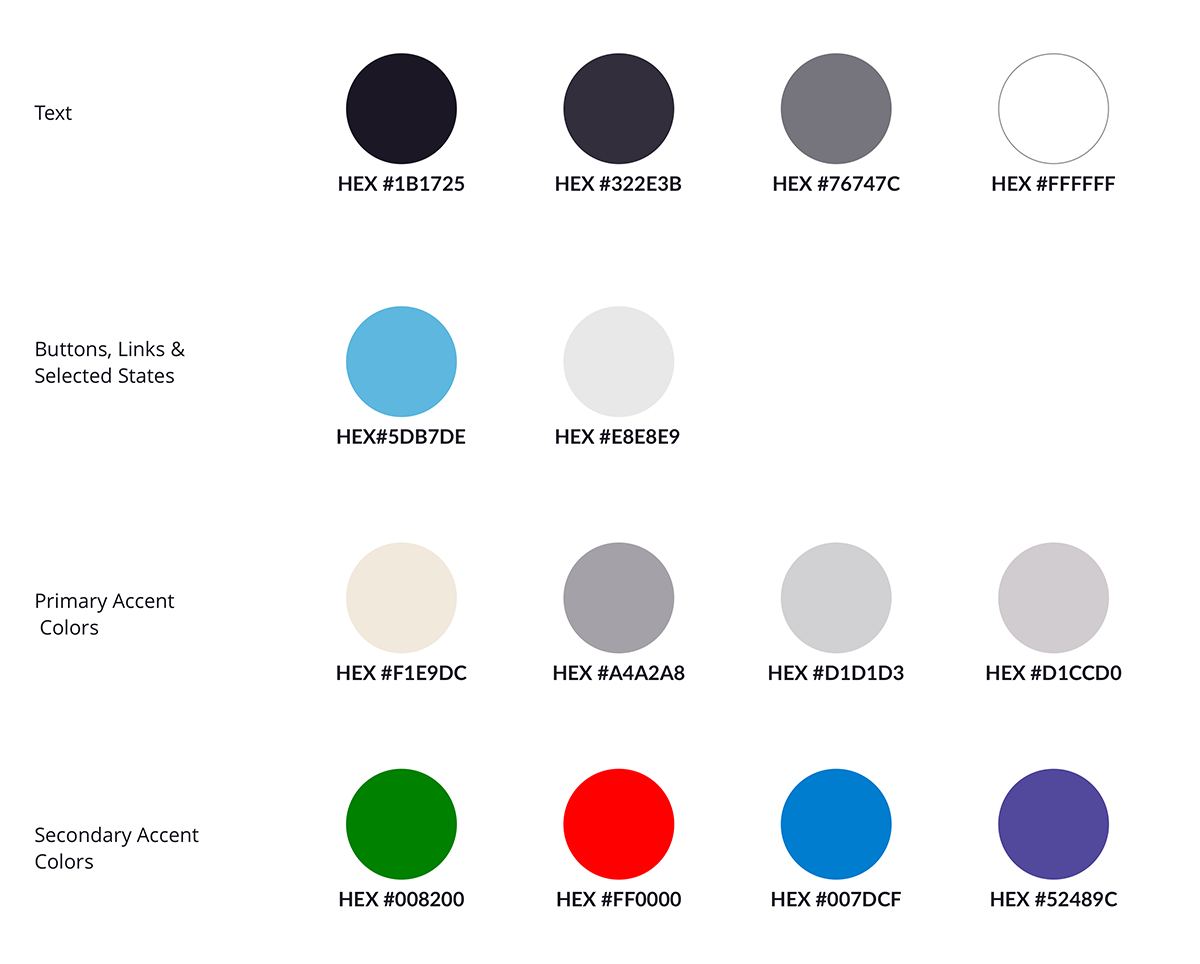 Text
HEX #1B1725
HEX #322E3B
HEX #76747C
HEX #FFFFFF
Buttons, Links &
Selected States
HEX#5DB7DE
HEX #E8E8E9
Primary Accent
Colors
HEX #F1E9DC
HEX #A4A2A8
HEX #D1D1D3
HEX #D1CCD0
Secondary Accent
Colors
HEX #008200
HEX #FF0000
HEX #007DCF
HEX #52489C